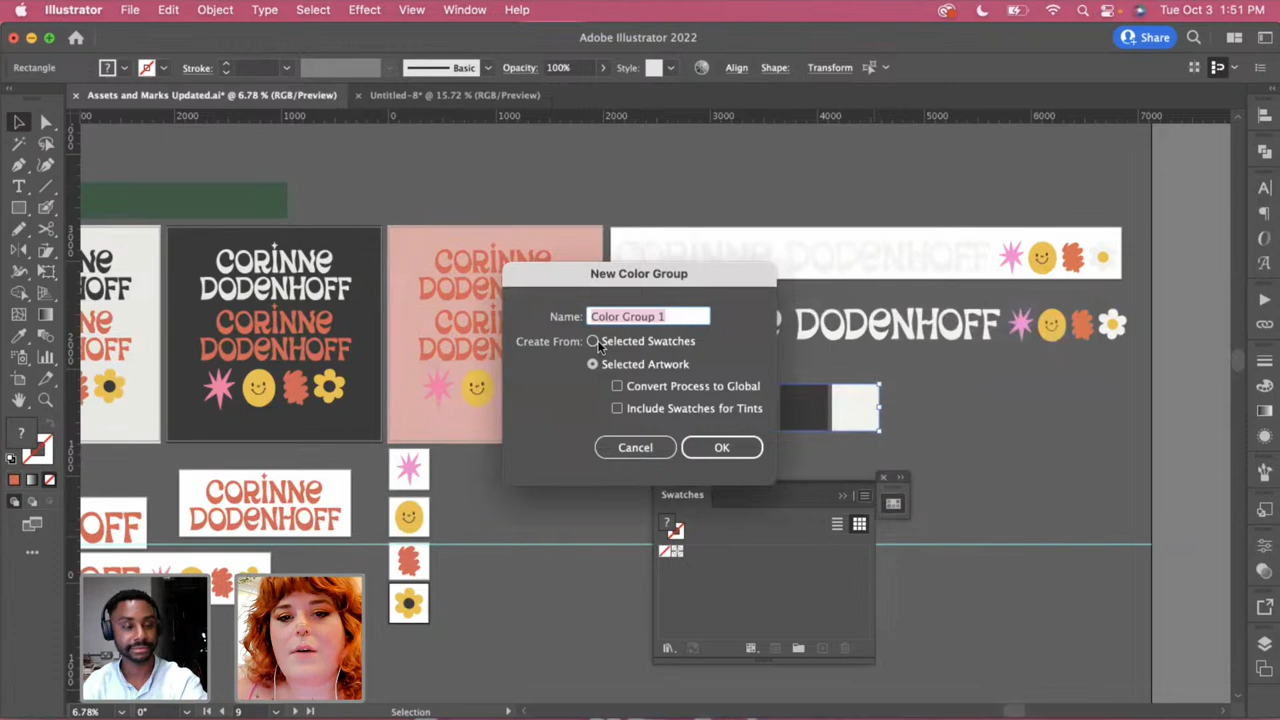 Illustrator File Edit Object Type Select Effect View Window Help
Tue Oct 3 1:51 PM
Adobe Illustrator 2022
Share
Rectangle
?
Stroke:
Basic
Opacity: 100%
Style:
Align
Shape:
Transform
× Assets and Marks Updated.ai* @ 6.78 % (RGB/Preview)
× Untitled-8* @ 15.72 % (RGB/Preview)
00 2000 1000 0 1000 2000 3000 4000 5000 6000 7000
CORINNE
DODENHOFF
CORINNE
DODENHOFF
CORINNE
DODENHOFF
CORINNE DODENHOFF
DODENHOFF
New Color Group
Name: Color Group 1
Create From: Selected Swatches
Selected Artwork
Convert Process to Global
Include Swatches for Tints
Cancel
OK
CORINNE
DODENHOFF
OFF
Swatches
?
?
6.78%
0°
9
Selection